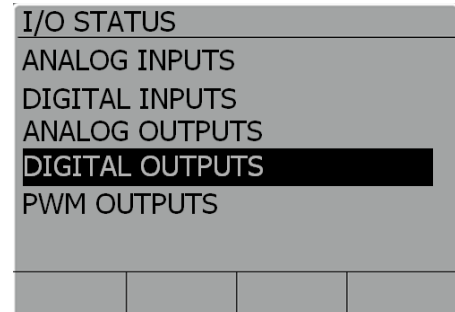 I/O STATUS
ANALOG INPUTS
DIGITAL INPUTS
ANALOG OUTPUTS
DIGITAL OUTPUTS
PWM OUTPUTS